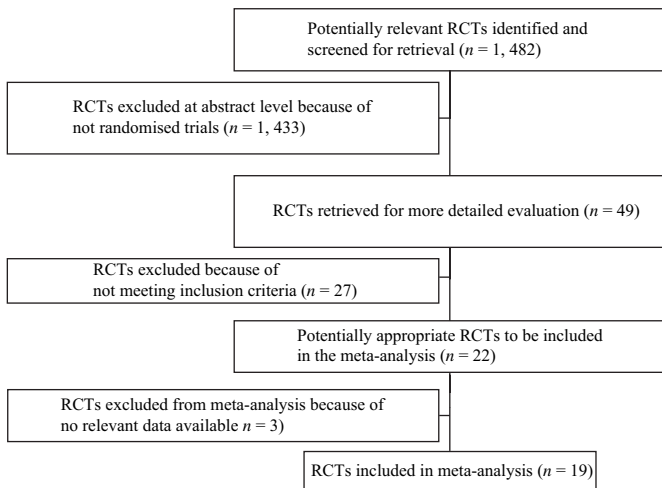 Potentially relevant RCTs identified and
screened for retrieval (n = 1, 482)
RCTs excluded at abstract level because of
not randomised trials (n = 1, 433)
RCTs retrieved for more detailed evaluation (n = 49)
RCTs excluded because of
not meeting inclusion criteria (n = 27)
Potentially appropriate RCTs to be included
in the meta-analysis (n = 22)
RCTs excluded from meta-analysis because of
no relevant data available n = 3)
RCTs included in meta-analysis (n = 19)